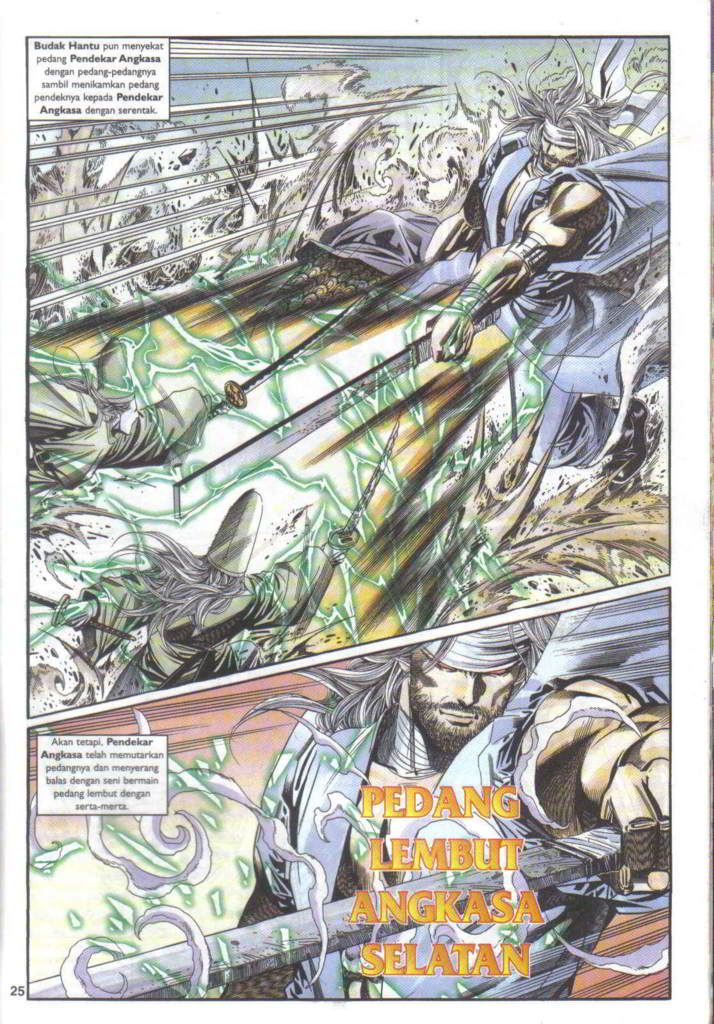 Budak Hantu pun menyekat
pedang Pendekar Angkasa
dengan pedang-pedangnya
sambil menikamkan pedang
pendeknya kepada Pendekar
Angkasa dengan serentak.
Akan tetapi, Pendekar
Angkasa telah memutarkan
pedangnya dan menyerang
balas dengan seni bermain
pedang lembut dengan
serta-merta.
PEDANG
LEMBUT
ANGKASA
SELATAN
25